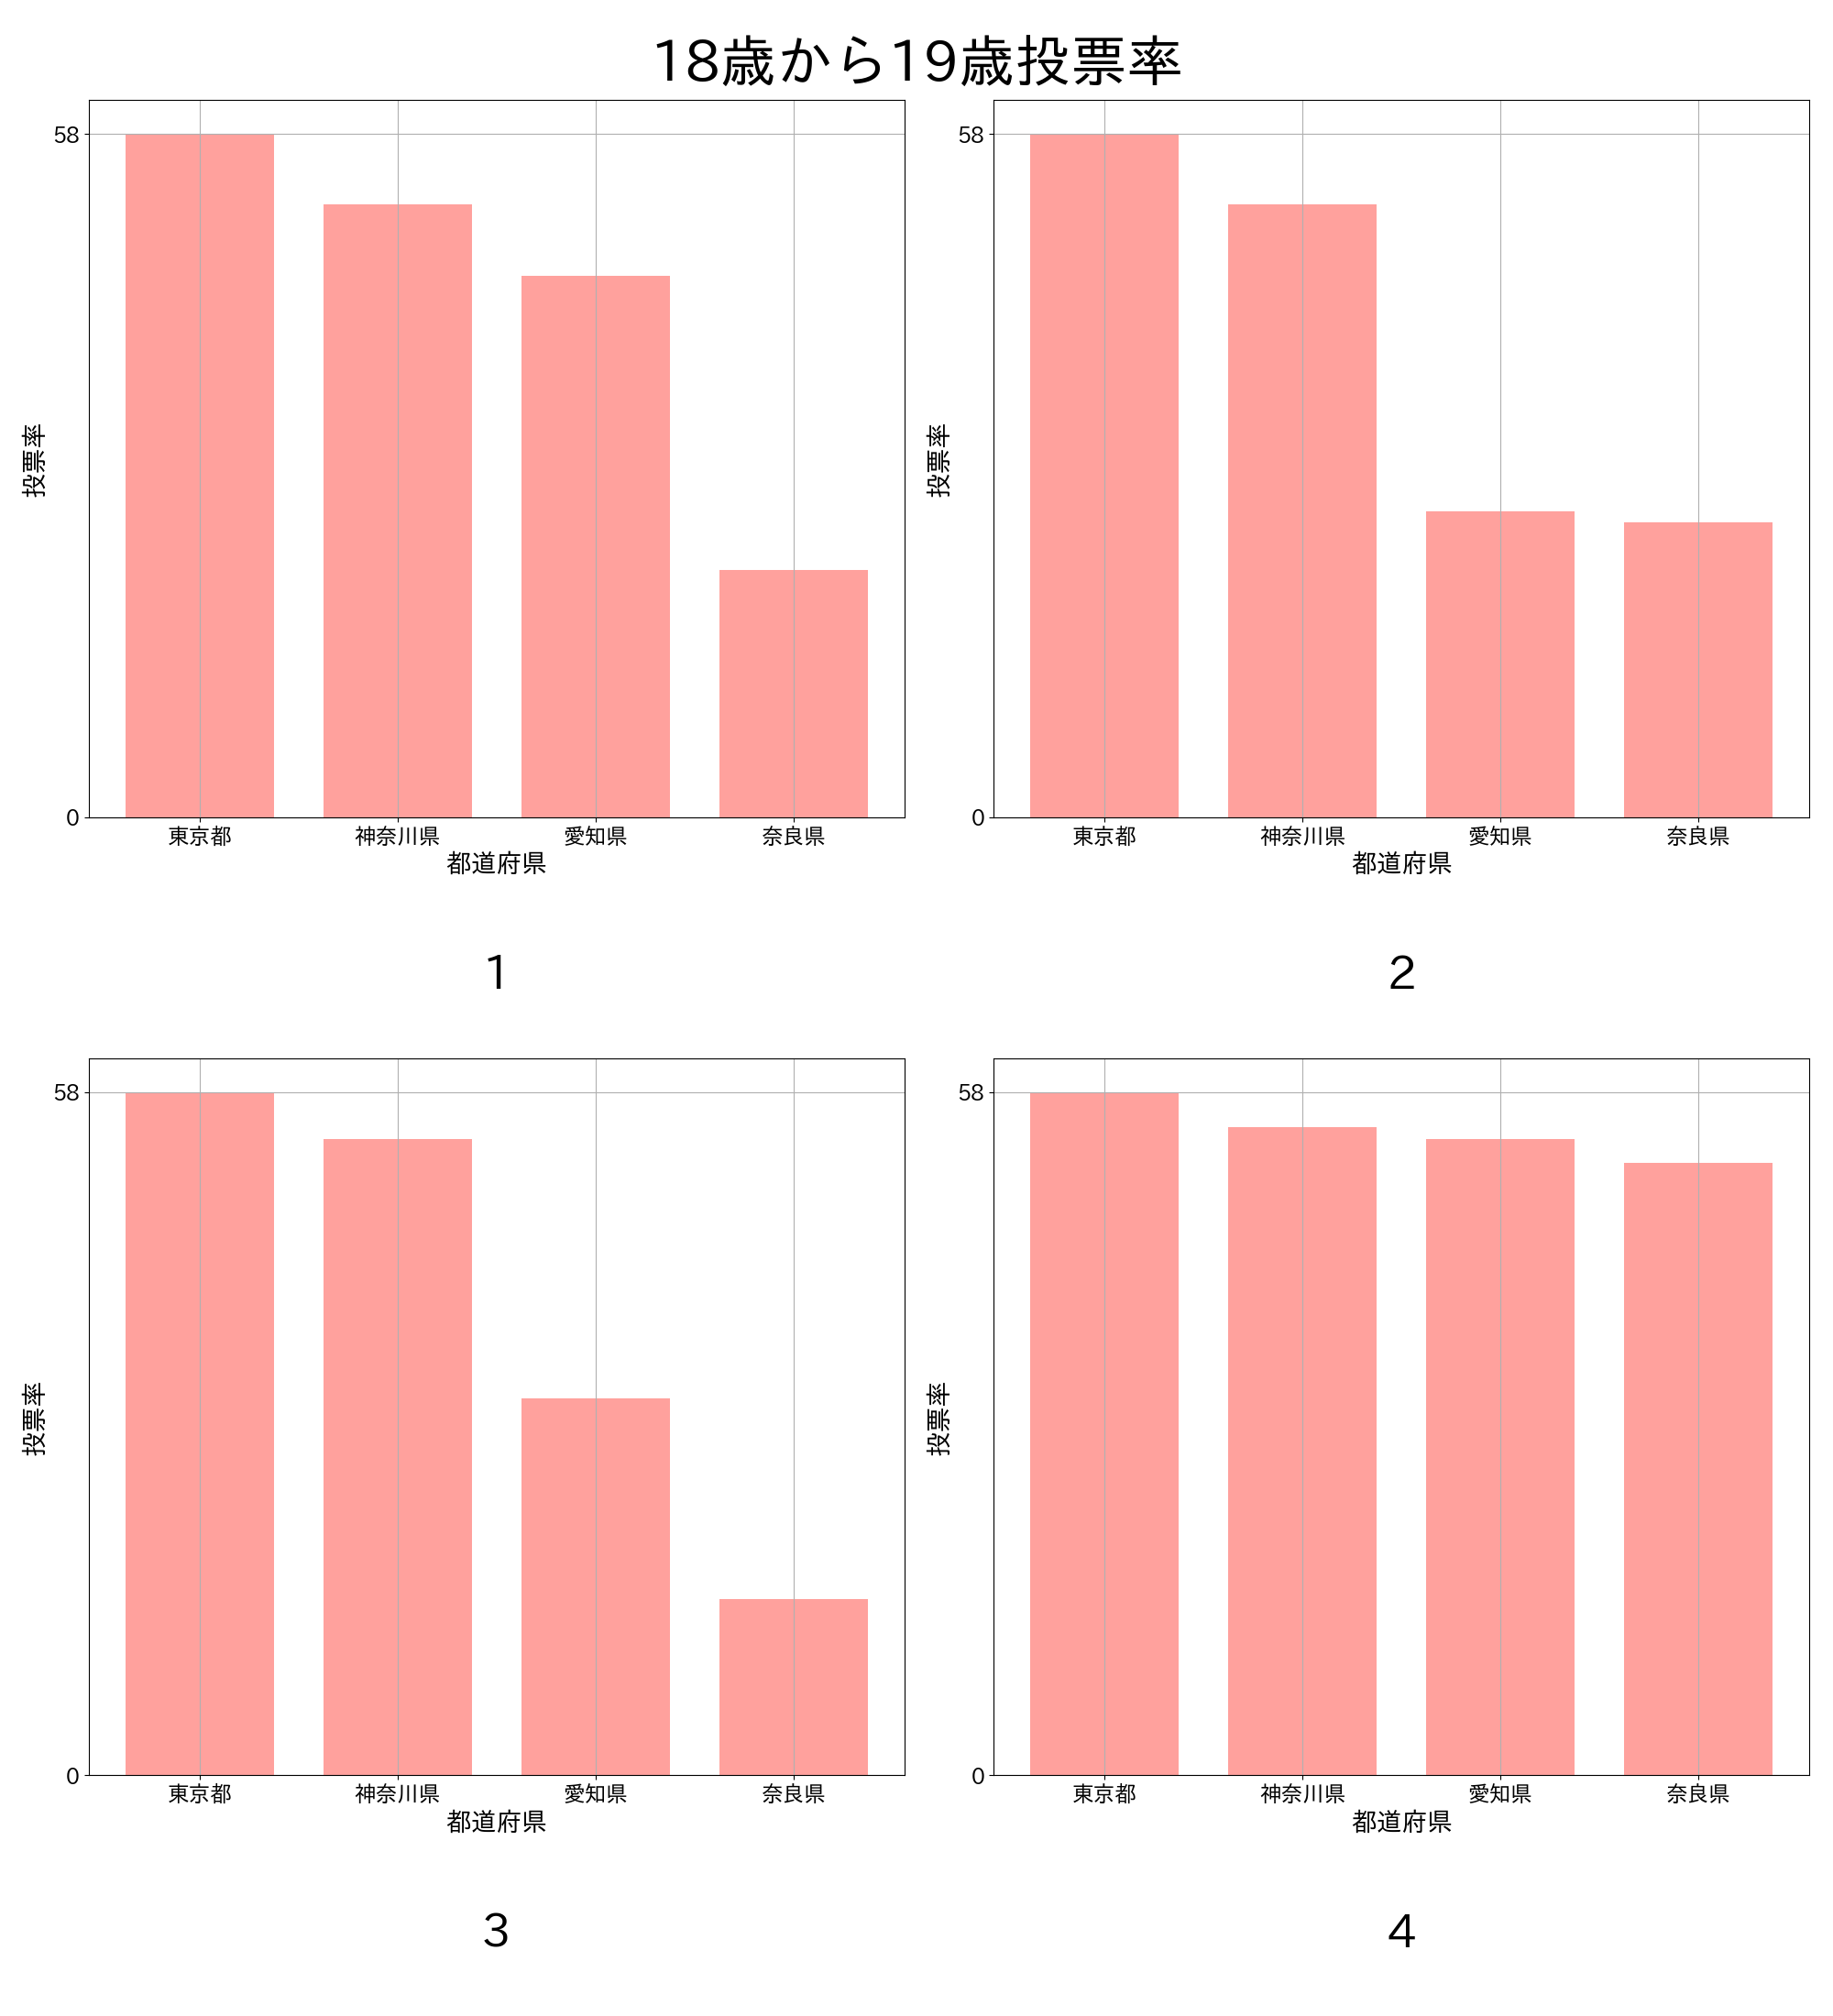 18歳から19歳投票率
58
0
投票率
東京都 神奈川県 愛知県 奈良県
都道府県
1
58
0
投票率
東京都 神奈川県 愛知県 奈良県
都道府県
2
58
0
投票率
東京都 神奈川県 愛知県 奈良県
都道府県
3
58
0
投票率
東京都 神奈川県 愛知県 奈良県
都道府県
4